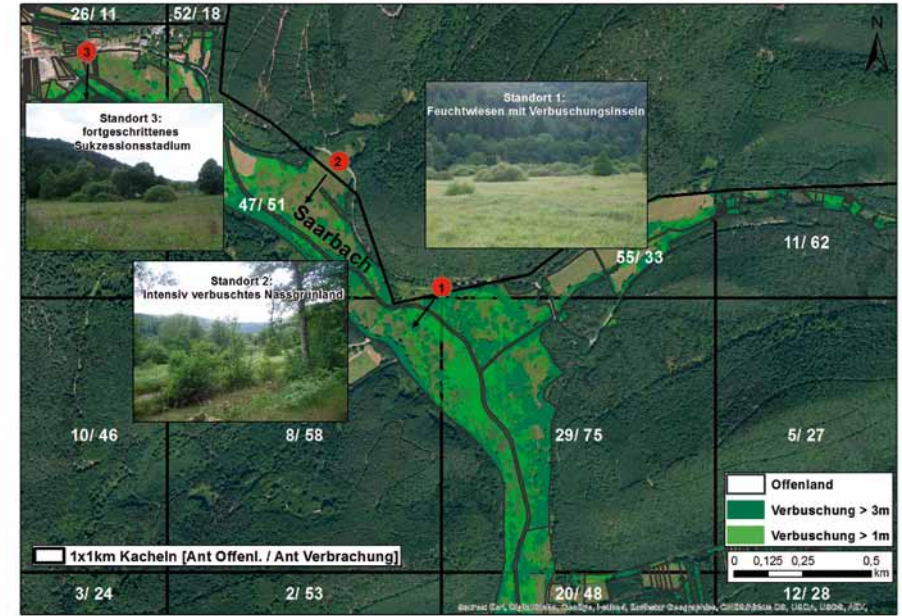 26/ 11
52/ 18
N
3
Standort 3:
fortgeschrittenes
Sukzessionsstadium
Standort 1:
Feuchtwiesen mit Verbuschungsinseln
2
47/ 51
Saarbach
55/ 33
11/ 62
Standort 2:
Intensiv verbuschtes Nassgrünland
1
10/ 46
8/ 58
29/ 75
5/ 27
Offenland
Verbuschung > 3m
Verbuschung > 1m
1x1km Kacheln [Ant Offenl. / Ant Verbrachung]
0 0,125 0,25 0,5
km
3/ 24
2/ 53
20/ 48
12/ 28